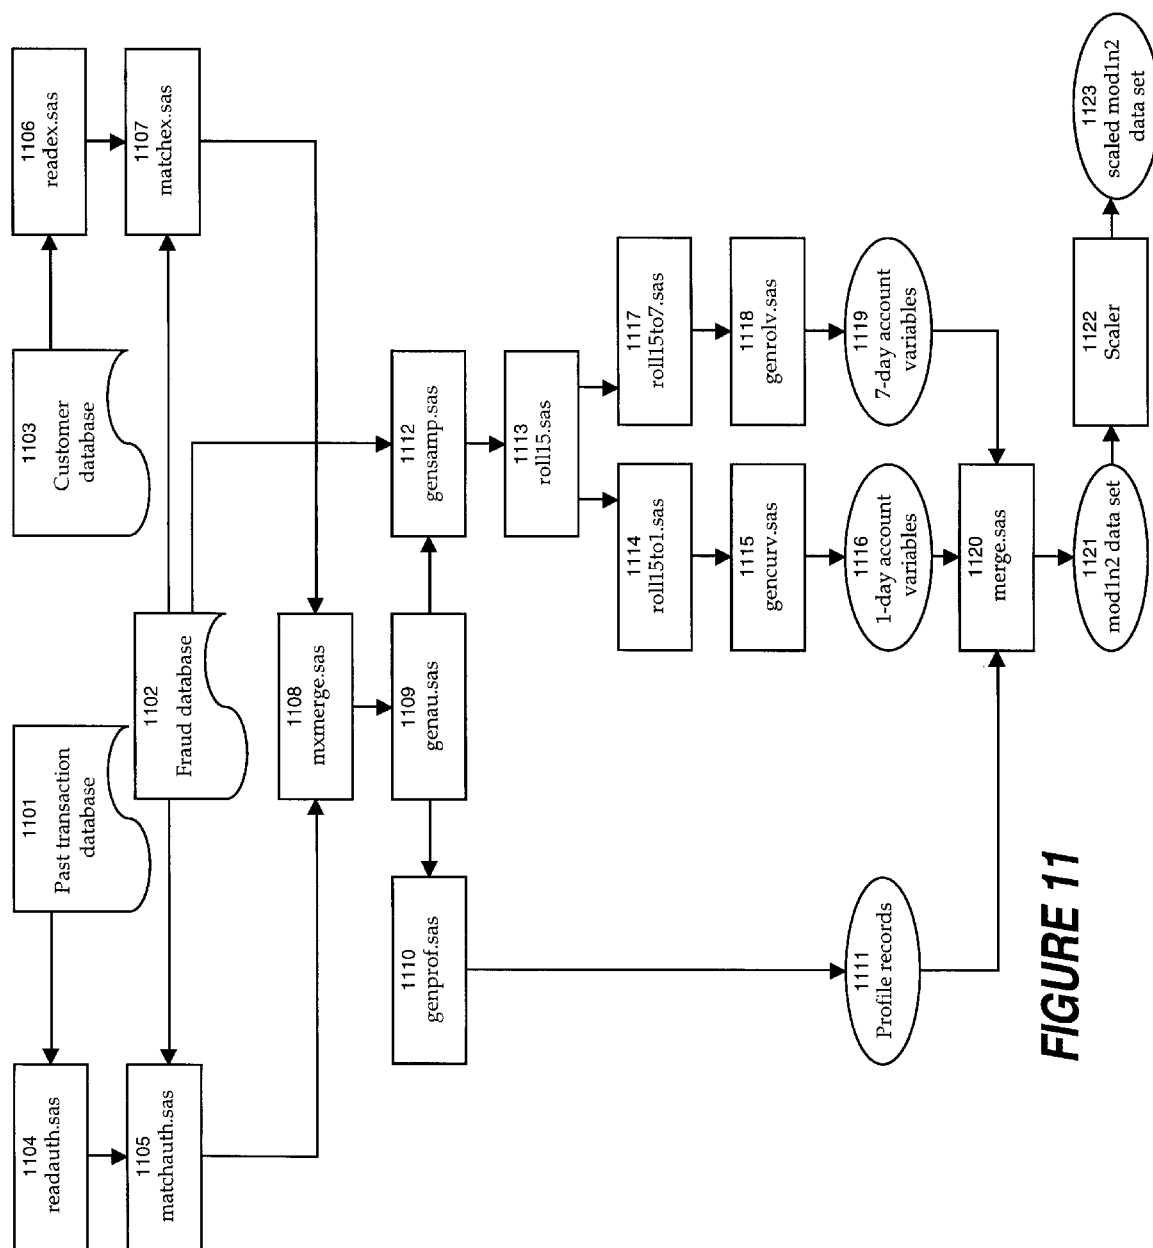 1104
readauth.sas
1101
Past transaction
database
1103
Customer
database
1106
readex.sas
1105
matchauth.sas
1102
Fraud database
1107
matchex.sas
1108
mxmerge.sas
1110
genprof.sas
1109
genau.sas
1112
gensamp.sas
1113
roll15.sas
1114
roll15to1.sas
1117
roll15to7.sas
1115
gencurv.sas
1118
genrolv.sas
1111
Profile records
1116
1-day account
variables
1119
7-day account
variables
1120
merge.sas
1121
mod1n2 data set
1122
Scaler
1123
scaled mod1n2
data set
FIGURE 11